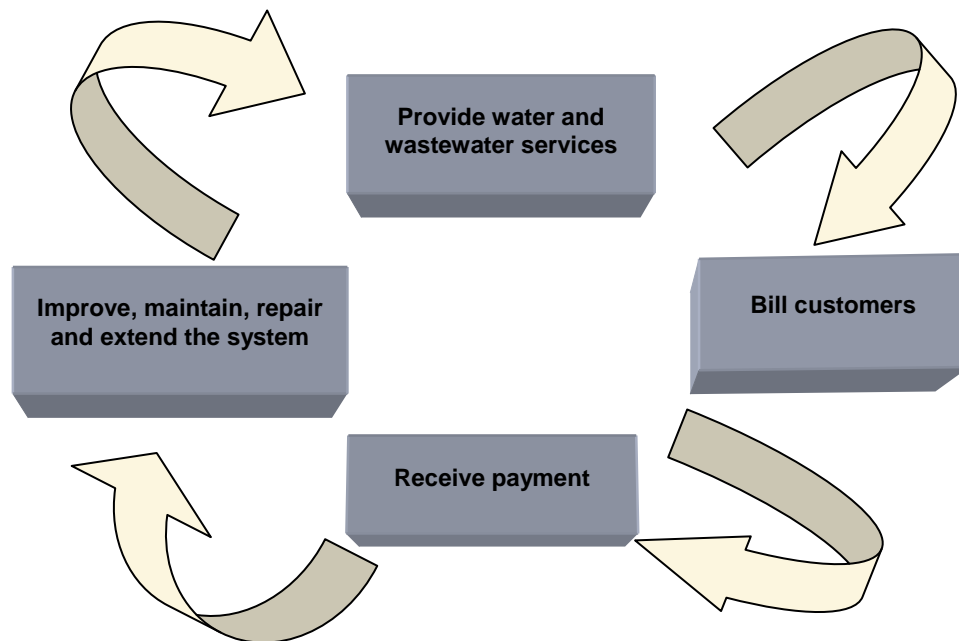 Provide water and
wastewater services
Bill customers
Receive payment
Improve, maintain, repair
and extend the system